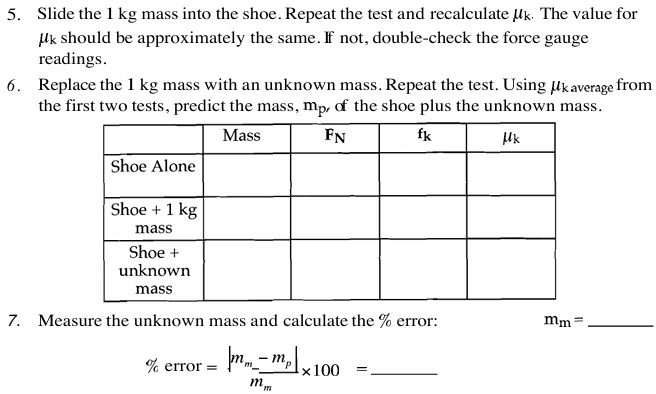 5. Slide the 1 kg mass into the shoe. Repeat the test and recalculate μk. The value for
μk should be approximately the same. If not, double-check the force gauge
readings.
6. Replace the 1 kg mass with an unknown mass. Repeat the test. Using μk average from
the first two tests, predict the mass, mp, of the shoe plus the unknown mass.
Mass FN fk μk
Shoe Alone
Shoe + 1 kg
mass
Shoe +
unknown
mass
7. Measure the unknown mass and calculate the % error: mm = ______
% error = |mm – mp| / mm × 100 = ______